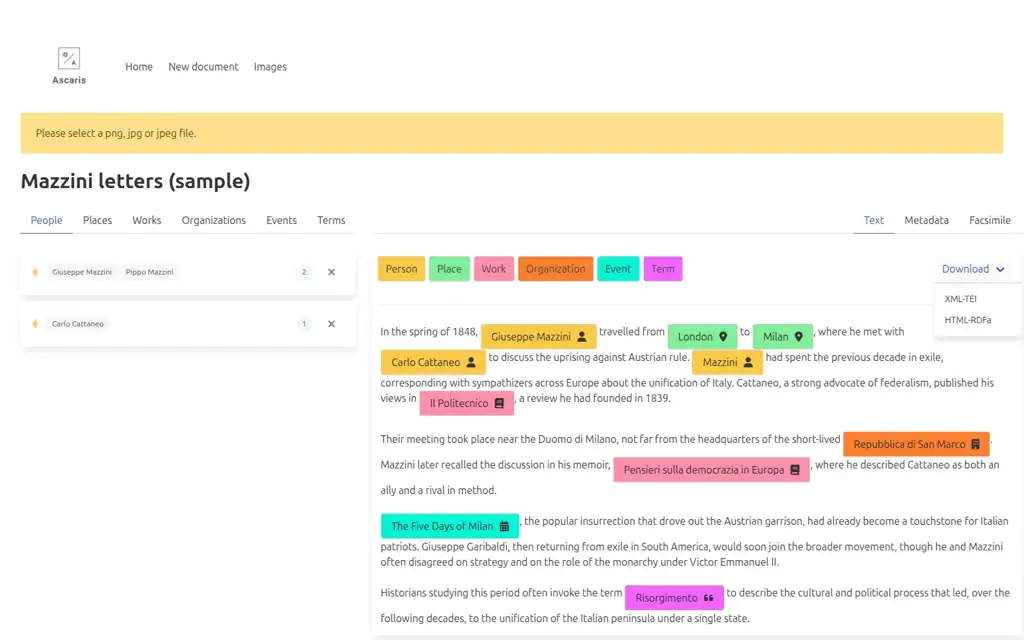 Ascaris
Home New document Images
Please select a png, jpg or jpeg file.
Mazzini letters (sample)
People Places Works Organizations Events Terms
Text Metadata Facsimile
Giuseppe Mazzini Pippo Mazzini 2
Carlo Cattaneo 1
Person Place Work Organization Event Term
Download
XML-TEI
HTML-RDFa
In the spring of 1848, Giuseppe Mazzini travelled from London to Milan, where he met with
Carlo Cattaneo to discuss the uprising against Austrian rule. Mazzini had spent the previous decade in exile,
corresponding with sympathizers across Europe about the unification of Italy. Cattaneo, a strong advocate of federalism, published his
views in Il Politecnico, a review he had founded in 1839.
Their meeting took place near the Duomo di Milano, not far from the headquarters of the short-lived Repubblica di San Marco.
Mazzini later recalled the discussion in his memoir, Pensieri sulla democrazia in Europa, where he described Cattaneo as both an
ally and a rival in method.
The Five Days of Milan, the popular insurrection that drove out the Austrian garrison, had already become a touchstone for Italian
patriots. Giuseppe Garibaldi, then returning from exile in South America, would soon join the broader movement, though he and Mazzini
often disagreed on strategy and on the role of the monarchy under Victor Emmanuel II.
Historians studying this period often invoke the term Risorgimento to describe the cultural and political process that led, over the
following decades, to the unification of the Italian peninsula under a single state.